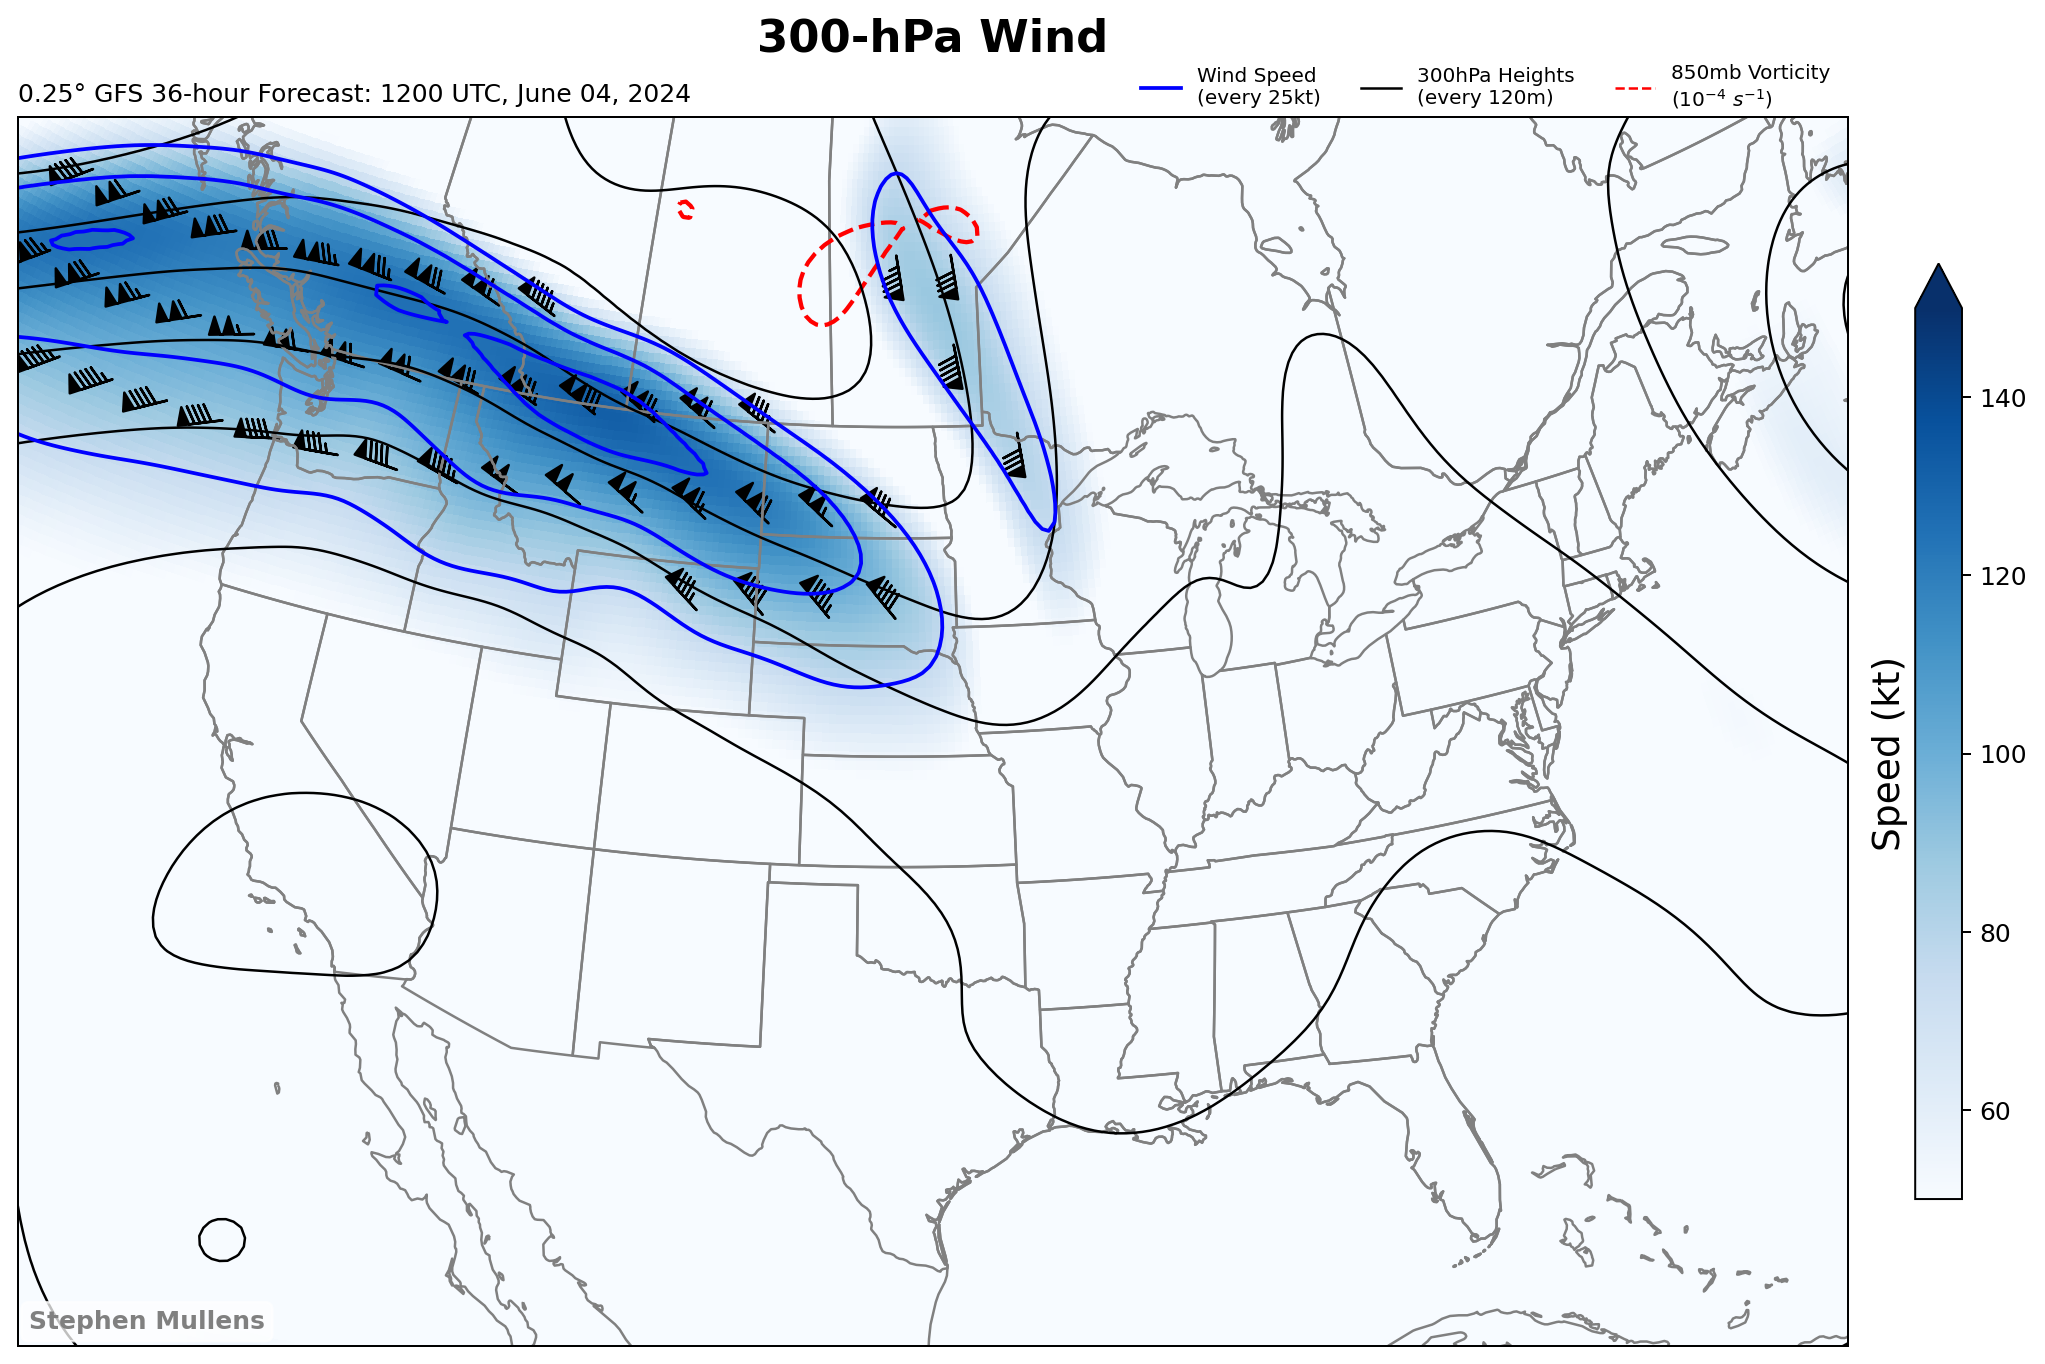 300-hPa Wind
0.25° GFS 36-hour Forecast: 1200 UTC, June 04, 2024
Wind Speed
(every 25kt)
300hPa Heights
(every 120m)
850mb Vorticity
(10⁻⁴ s⁻¹)
140
120
100
80
60
Speed (kt)
Stephen Mullens